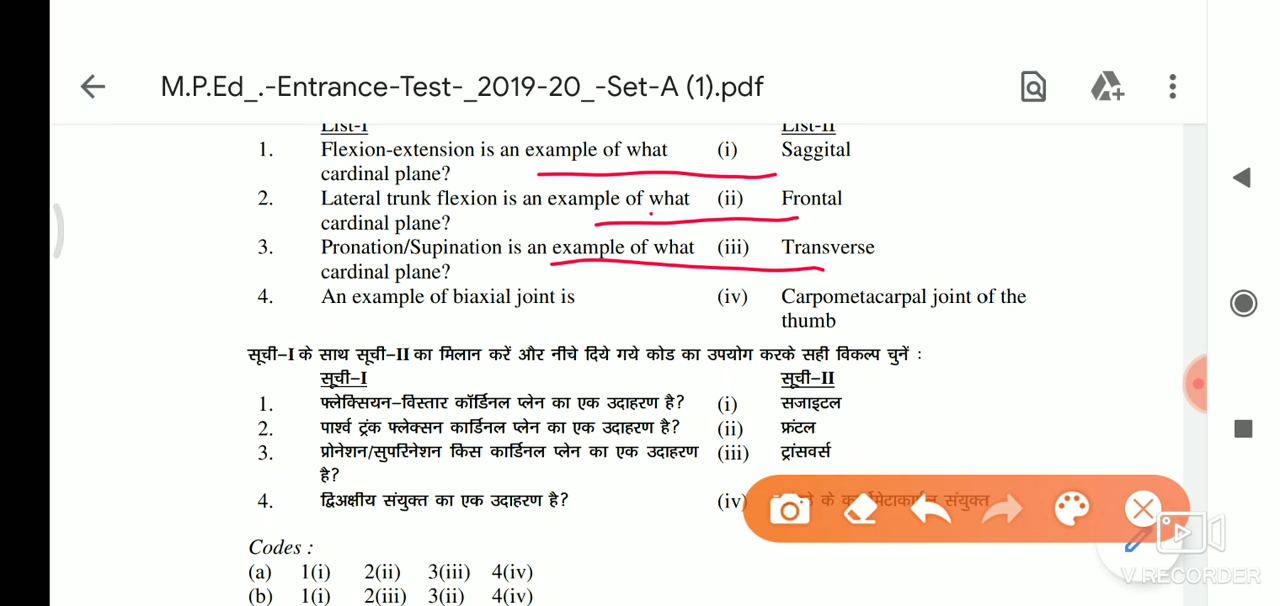 M.P.Ed_.-Entrance-Test-_2019-20_-Set-A (1).pdf
List-I List-II
1. Flexion-extension is an example of what (i) Saggital
cardinal plane?
2. Lateral trunk flexion is an example of what (ii) Frontal
cardinal plane?
3. Pronation/Supination is an example of what (iii) Transverse
cardinal plane?
4. An example of biaxial joint is (iv) Carpometacarpal joint of the
thumb
सूची–I के साथ सूची–II का मिलान करें और नीचे दिये गये कोड का उपयोग करके सही विकल्प चुनें :
सूची–I सूची–II
1. फ्लेक्सियन–विस्तार कॉर्डिनल प्लेन का एक उदाहरण है? (i) सजाइटल
2. पार्श्व ट्रंक फ्लेक्सन कार्डिनल प्लेन का एक उदाहरण है? (ii) फ्रंटल
3. प्रोनेशन/सुपरिनेशन किस कार्डिनल प्लेन का एक उदाहरण (iii) ट्रांसवर्स
है?
4. द्विअक्षीय संयुक्त का एक उदाहरण है? (iv) के संयुक्त
Codes :
(a) 1(i) 2(ii) 3(iii) 4(iv)
(b) 1(i) 2(iii) 3(ii) 4(iv)
V.RECORDER